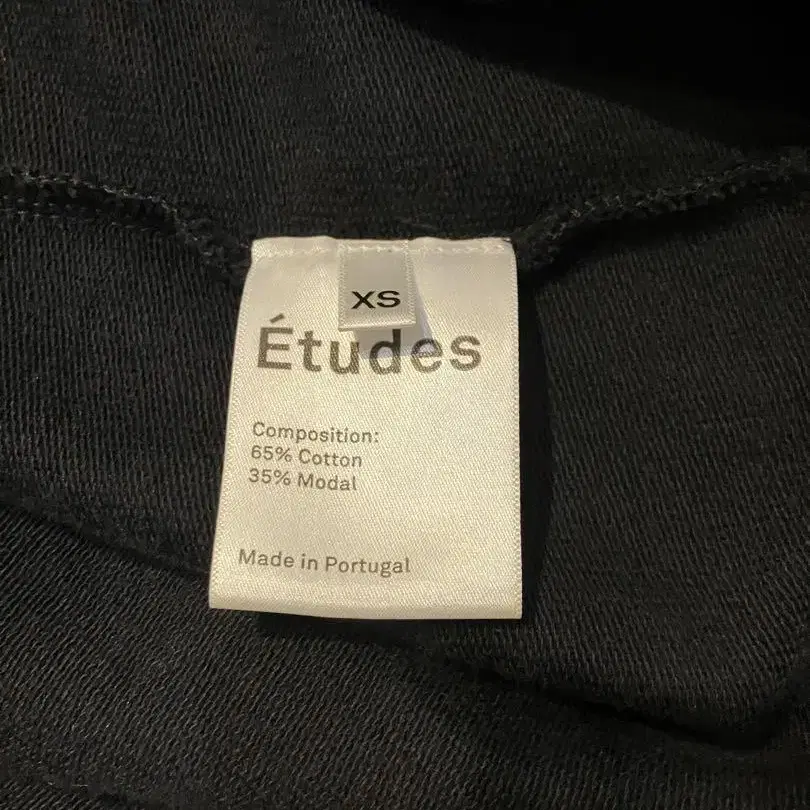 XS
Études
Composition:
65% Cotton
35% Modal
Made in Portugal